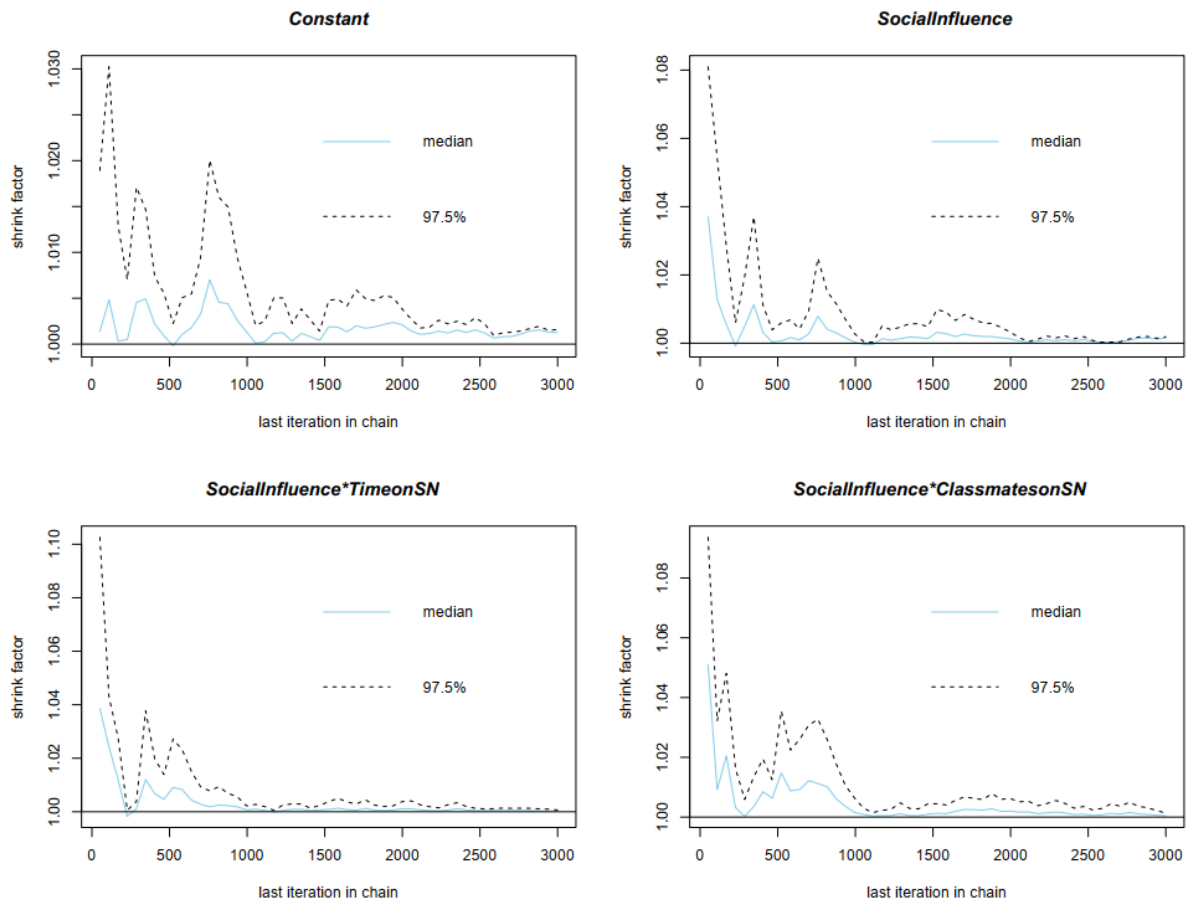 Constant
shrink factor
1.000 1.010 1.020 1.030
median
97.5%
0 500 1000 1500 2000 2500 3000
last iteration in chain
SocialInfluence
shrink factor
1.00 1.02 1.04 1.06 1.08
median
97.5%
0 500 1000 1500 2000 2500 3000
last iteration in chain
SocialInfluence*TimeonSN
shrink factor
1.00 1.02 1.04 1.06 1.08 1.10
median
97.5%
0 500 1000 1500 2000 2500 3000
last iteration in chain
SocialInfluence*ClassmatesonSN
shrink factor
1.00 1.02 1.04 1.06 1.08
median
97.5%
0 500 1000 1500 2000 2500 3000
last iteration in chain